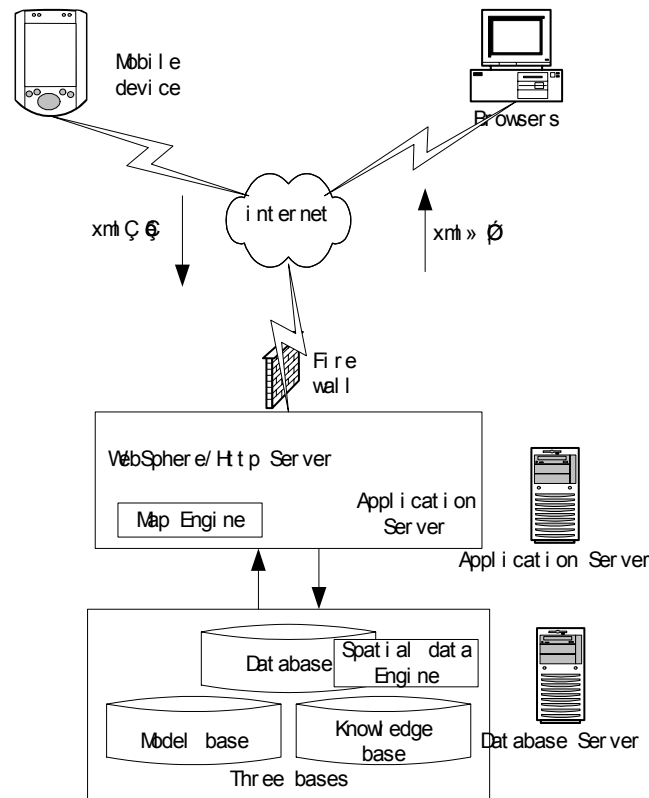 Mobile
device
Browsers
internet
xml
xml
Fire
wall
WebSphere/Http Server
Map Engine
Application
Server
Application Server
Database
Spatial data
Engine
Model base
Knowledge
base
Database Server
Three bases